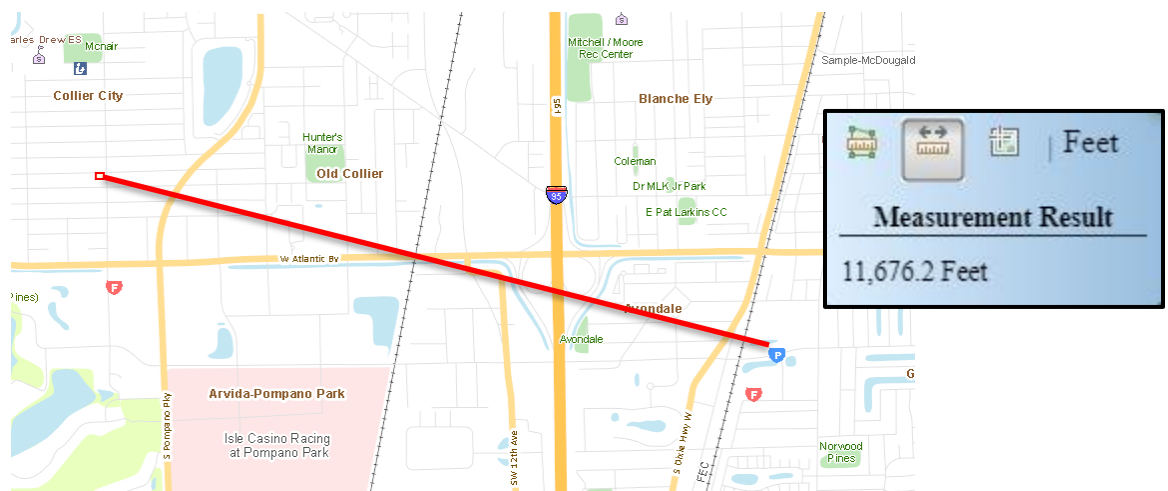 arles Drew ES
Mcnair
Collier City
Hunter's
Manor
Old Collier
I-95
95
Mitchell / Moore
Rec Center
Blanche Ely
Sample-McDougald
Coleman
Dr MLK Jr Park
E Pat Larkins CC
W Atlantic Bv
F
Pines)
Avondale
Avondale
P
F
G
Arvida-Pompano Park
Isle Casino Racing
at Pompano Park
S Pompano Pky
SW 12th Ave
S Dixie Hwy W
FEC
Norwood
Pines
Feet
Measurement Result
11,676.2 Feet